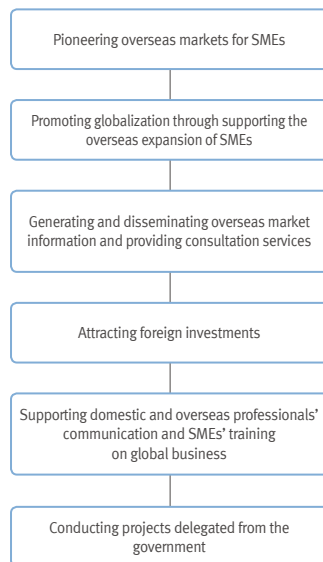 Pioneering overseas markets for SMEs
Promoting globalization through supporting the
overseas expansion of SMEs
Generating and disseminating overseas market
information and providing consultation services
Attracting foreign investments
Supporting domestic and overseas professionals’
communication and SMEs’ training
on global business
Conducting projects delegated from the
government